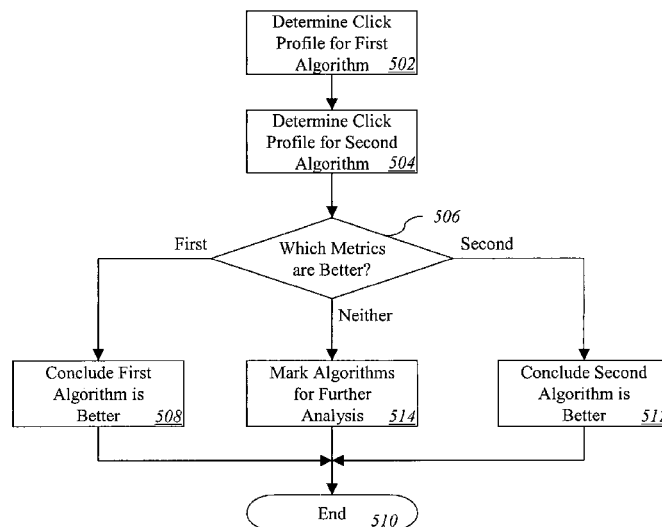 Determine Click
Profile for First
Algorithm 502
Determine Click
Profile for Second
Algorithm 504
506
Which Metrics
are Better?
First
Second
Neither
Conclude First
Algorithm is
Better 508
Mark Algorithms
for Further
Analysis 514
Conclude Second
Algorithm is
Better 512
End 510